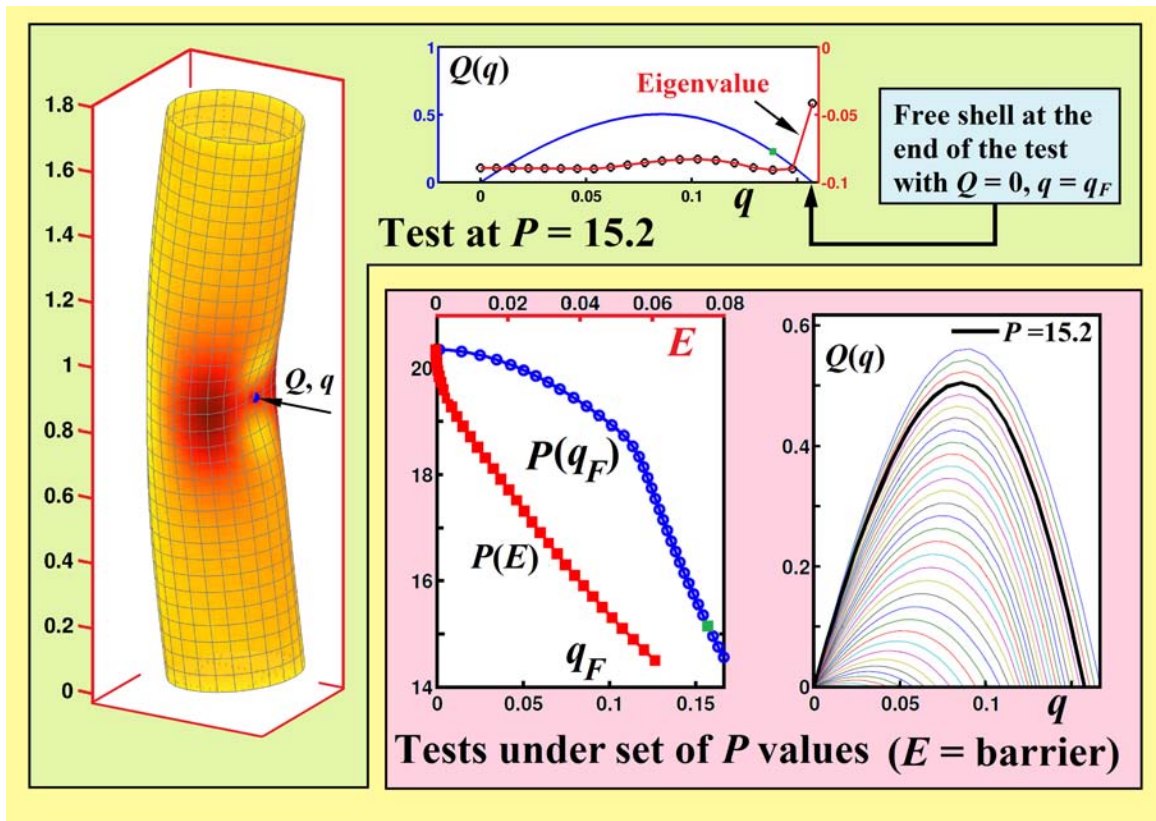 1.8
1.6
1.4
1.2
1
0.8
0.6
0.4
0.2
0
Q, q
1
0.5
0
Q(q)
Eigenvalue
0
-0.05
-0.1
0
0.05
0.1
q
Test at P = 15.2
Free shell at the
end of the test
with Q = 0, q = qF
0
0.02
0.04
0.06
0.08
E
20
18
16
14
P(qF)
P(E)
qF
0
0.05
0.1
0.15
0.6
0.4
0.2
0
Q(q)
P =15.2
0
0.05
0.1
q
Tests under set of P values (E = barrier)